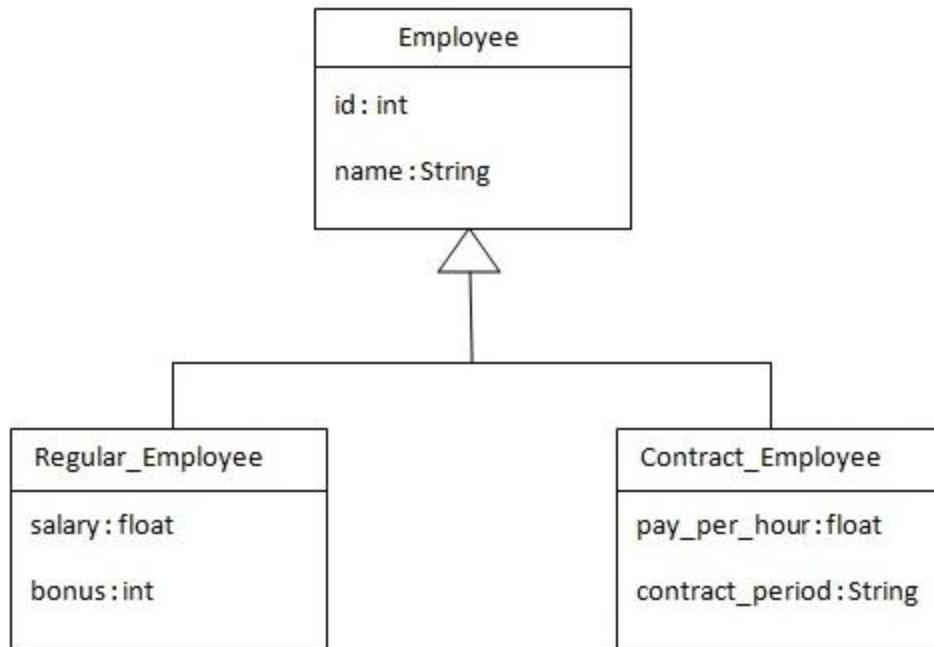 Employee
id: int
name:String
Regular_Employee
salary:float
bonus:int
Contract_Employee
pay_per_hour:float
contract_period:String